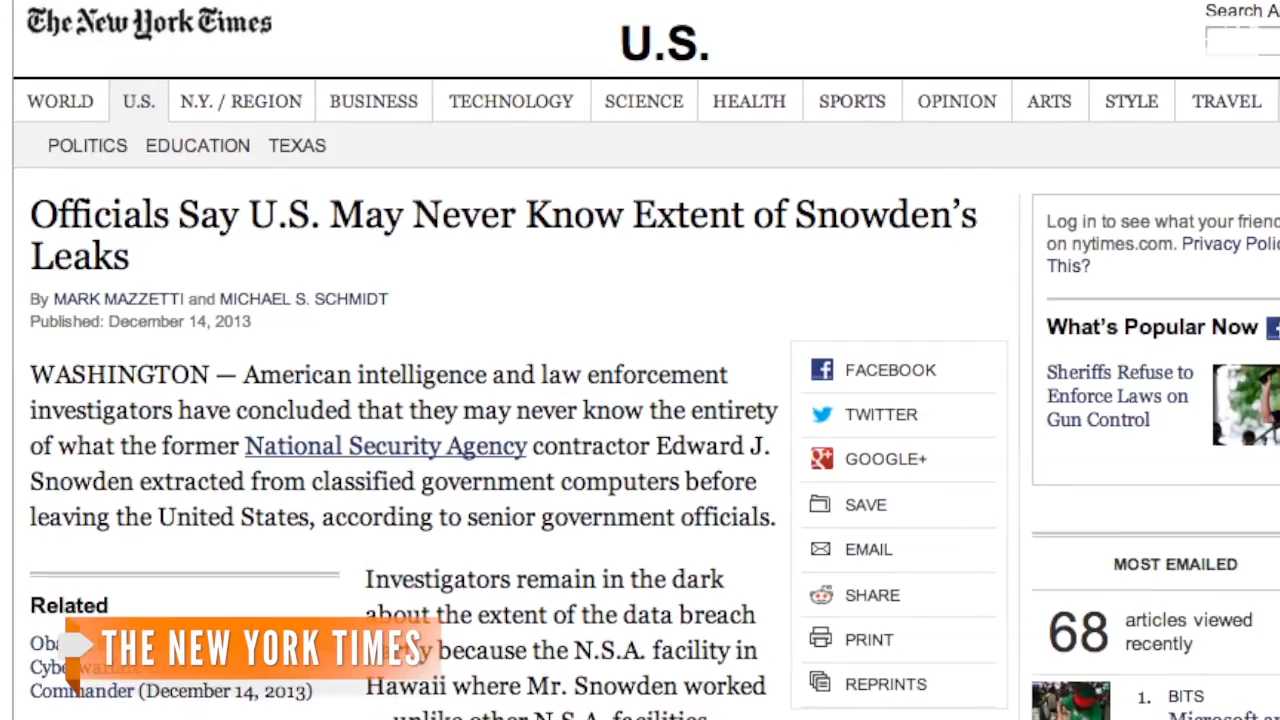 The New York Times
U.S.
Search
WORLD U.S. N.Y. / REGION BUSINESS TECHNOLOGY SCIENCE HEALTH SPORTS OPINION ARTS STYLE TRAVEL
POLITICS EDUCATION TEXAS
Officials Say U.S. May Never Know Extent of Snowden’s
Leaks
By MARK MAZZETTI and MICHAEL S. SCHMIDT
Published: December 14, 2013
WASHINGTON — American intelligence and law enforcement
investigators have concluded that they may never know the entirety
of what the former National Security Agency contractor Edward J.
Snowden extracted from classified government computers before
leaving the United States, according to senior government officials.
Related
Commander (December 14, 2013)
Investigators remain in the dark
about the extent of the data breach
because the N.S.A. facility in
Hawaii where Mr. Snowden worked
unlike other N.S.A. facilities
THE NEW YORK TIMES
FACEBOOK
TWITTER
GOOGLE+
SAVE
EMAIL
SHARE
PRINT
REPRINTS
Log in to see what your
on nytimes.com. Privacy
This?
What’s Popular Now
Sheriffs Refuse to
Enforce Laws on
Gun Control
MOST EMAILED
68 articles viewed
recently
1. BITS
Microsoft